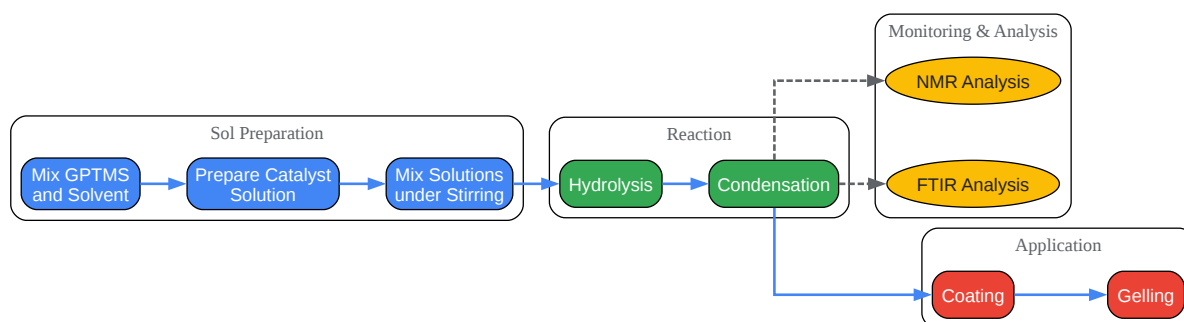 Monitoring & Analysis
NMR Analysis
Sol Preparation
Reaction
Mix GPTMS
and Solvent
Prepare Catalyst
Solution
Mix Solutions
under Stirring
Hydrolysis
Condensation
FTIR Analysis
Application
Coating
Gelling